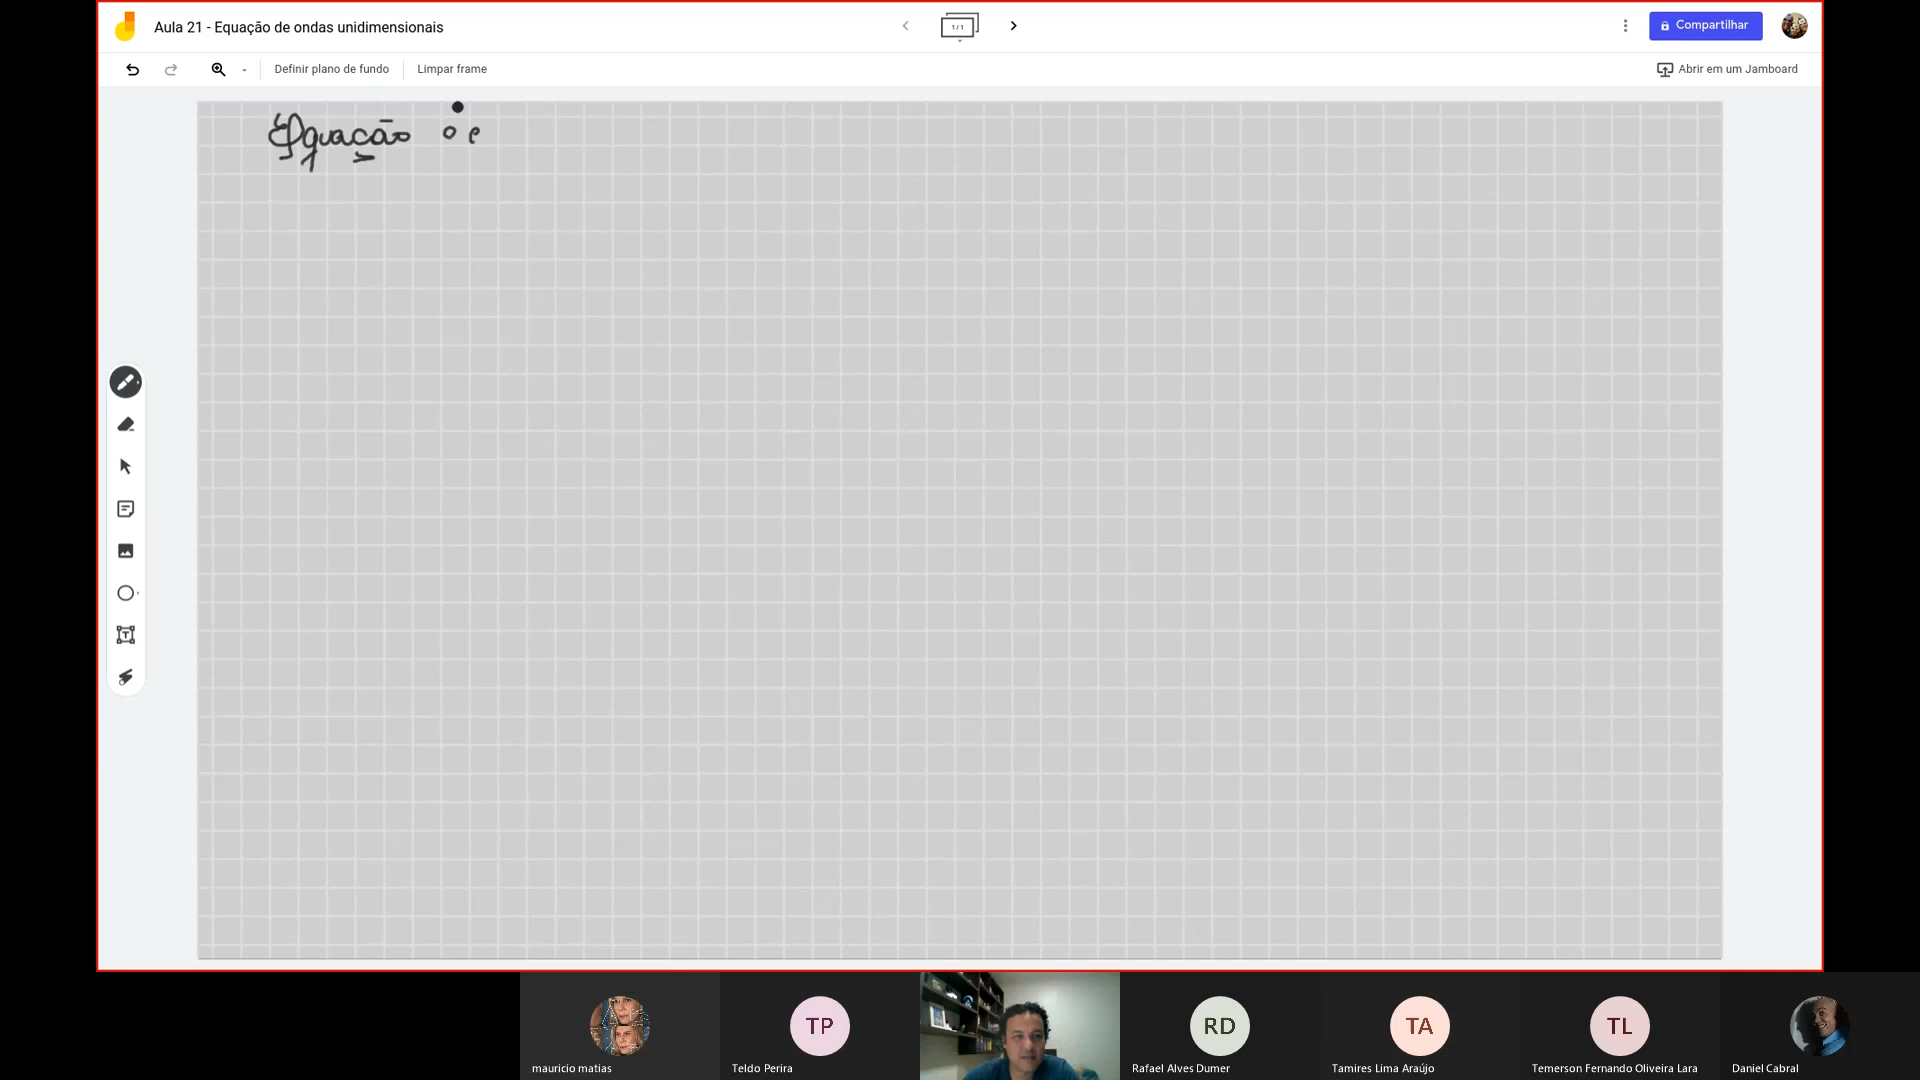 Aula 21 - Equação de ondas unidimensionais
1/1
Compartilhar
Definir plano de fundo
Limpar frame
Abrir em um Jamboard
Equação
TP
RD
TA
TL
mauricio matias
Teldo Perira
Rafael Alves Dumer
Tamires Lima Araújo
Temerson Fernando Oliveira Lara
Daniel Cabral